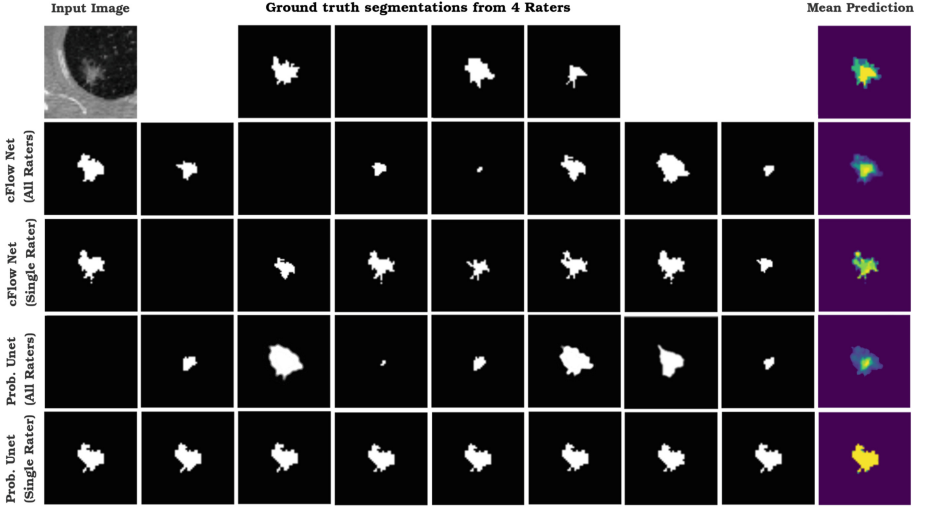 Input Image
Ground truth segmentations from 4 Raters
Mean Prediction
cFlow Net
(All Raters)
cFlow Net
(Single Rater)
Prob. Unet
(All Raters)
Prob. Unet
(Single Rater)